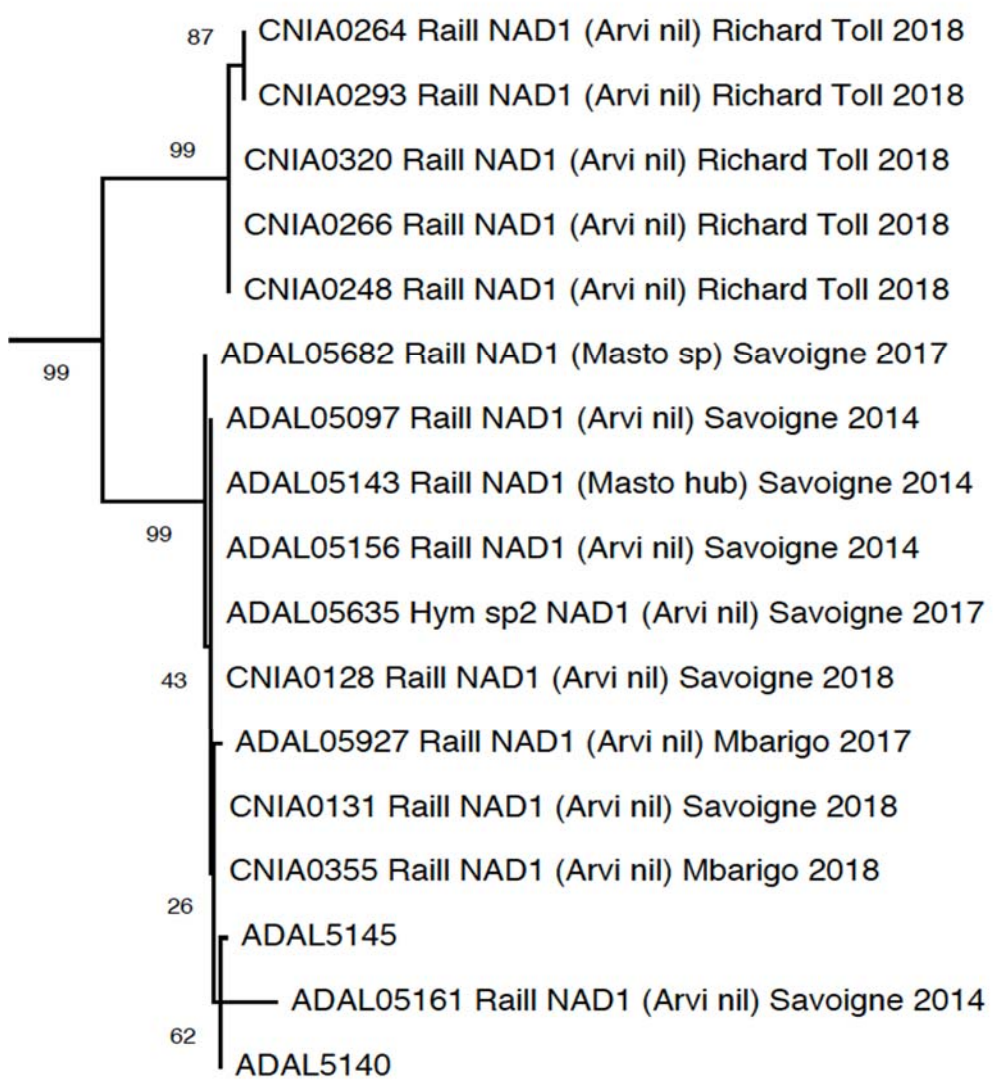 87
CNIA0264 Raill NAD1 (Arvi nil) Richard Toll 2018
CNIA0293 Raill NAD1 (Arvi nil) Richard Toll 2018
99
CNIA0320 Raill NAD1 (Arvi nil) Richard Toll 2018
CNIA0266 Raill NAD1 (Arvi nil) Richard Toll 2018
CNIA0248 Raill NAD1 (Arvi nil) Richard Toll 2018
99
ADAL05682 Raill NAD1 (Masto sp) Savoigne 2017
ADAL05097 Raill NAD1 (Arvi nil) Savoigne 2014
ADAL05143 Raill NAD1 (Masto hub) Savoigne 2014
99
ADAL05156 Raill NAD1 (Arvi nil) Savoigne 2014
ADAL05635 Hym sp2 NAD1 (Arvi nil) Savoigne 2017
43
CNIA0128 Raill NAD1 (Arvi nil) Savoigne 2018
ADAL05927 Raill NAD1 (Arvi nil) Mbarigo 2017
CNIA0131 Raill NAD1 (Arvi nil) Savoigne 2018
CNIA0355 Raill NAD1 (Arvi nil) Mbarigo 2018
26
ADAL5145
ADAL05161 Raill NAD1 (Arvi nil) Savoigne 2014
62
ADAL5140